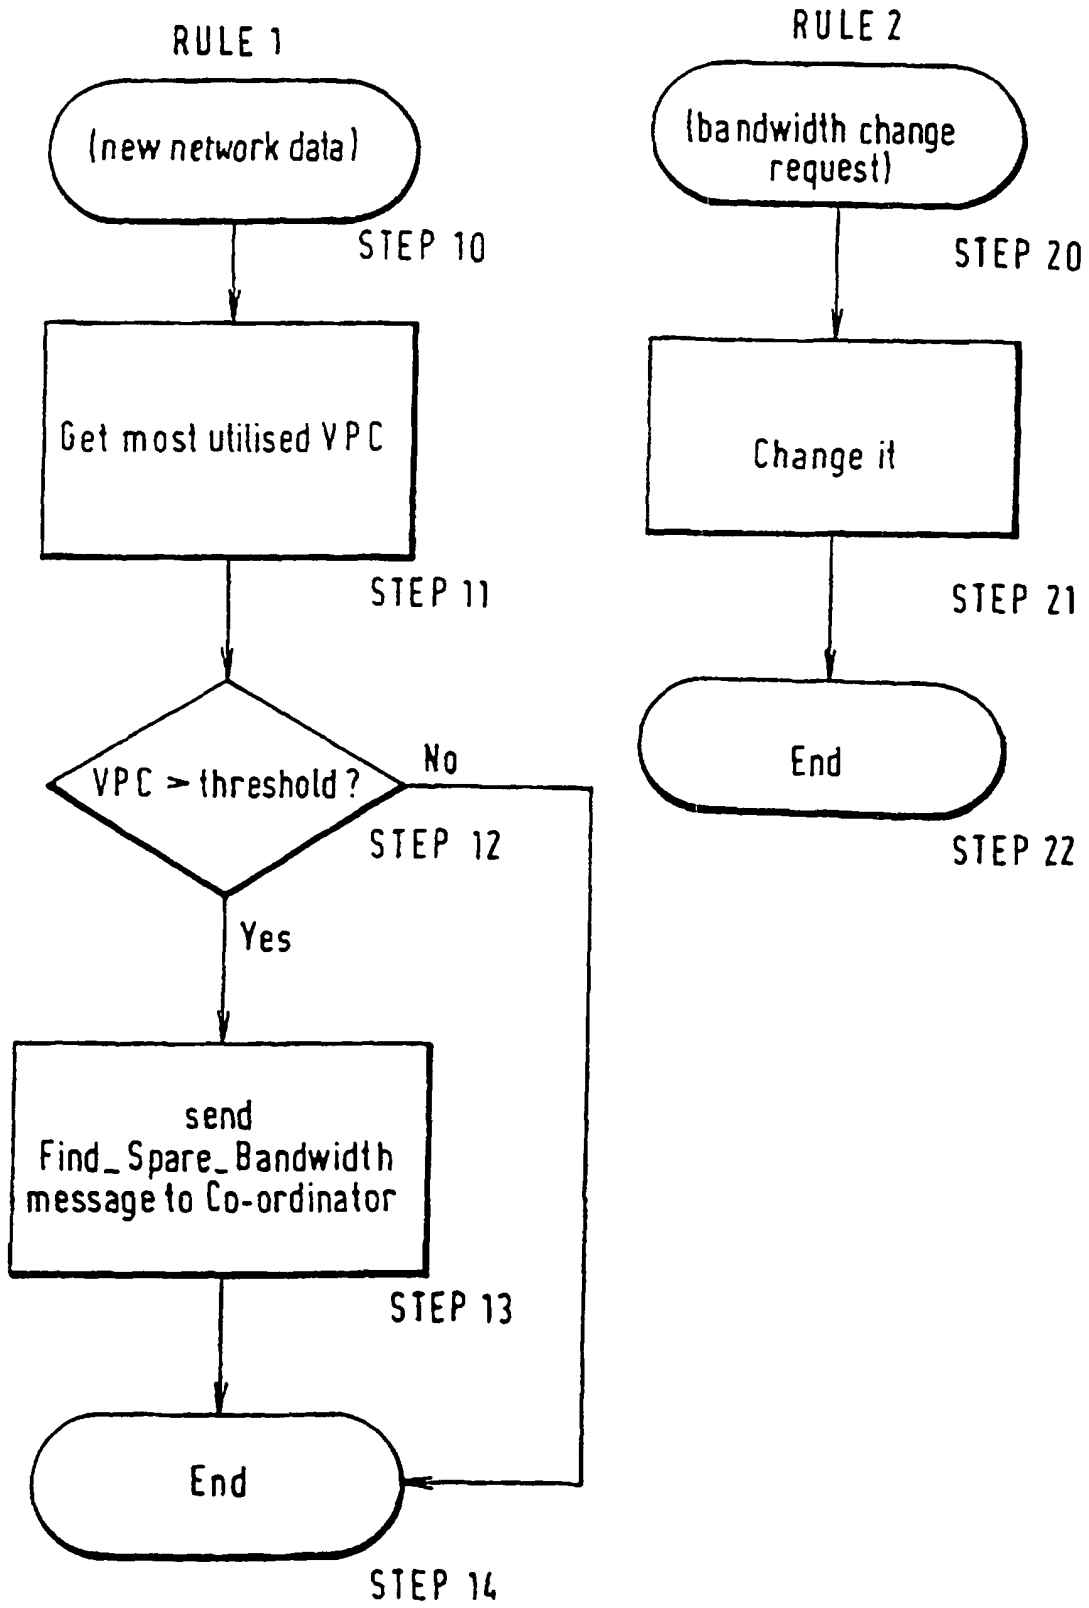 RULE 1
(new network data)
STEP 10
Get most utilised VPC
STEP 11
VPC > threshold?
No
STEP 12
Yes
send
Find_Spare_Bandwidth
message to Co-ordinator
STEP 13
End
STEP 14
RULE 2
(bandwidth change
request)
STEP 20
Change it
STEP 21
End
STEP 22